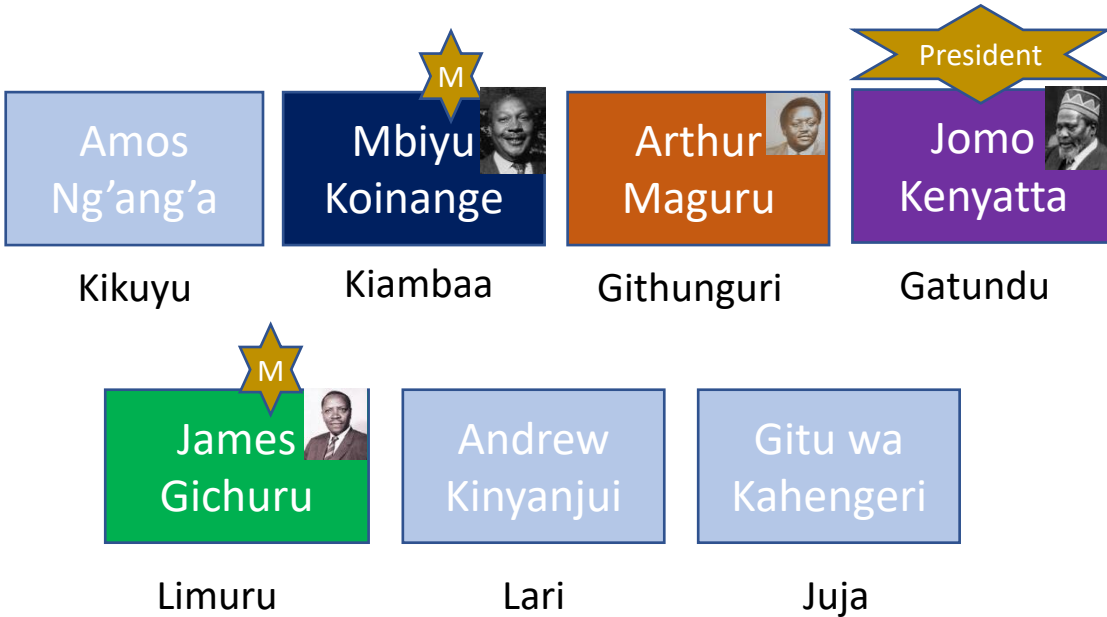 President
M
Amos
Ng’ang’a
Mbiyu
Koinange
Arthur
Maguru
Jomo
Kenyatta
Kikuyu
Kiambaa
Githunguri
Gatundu
M
James
Gichuru
Andrew
Kinyanjui
Gitu wa
Kahengeri
Limuru
Lari
Juja